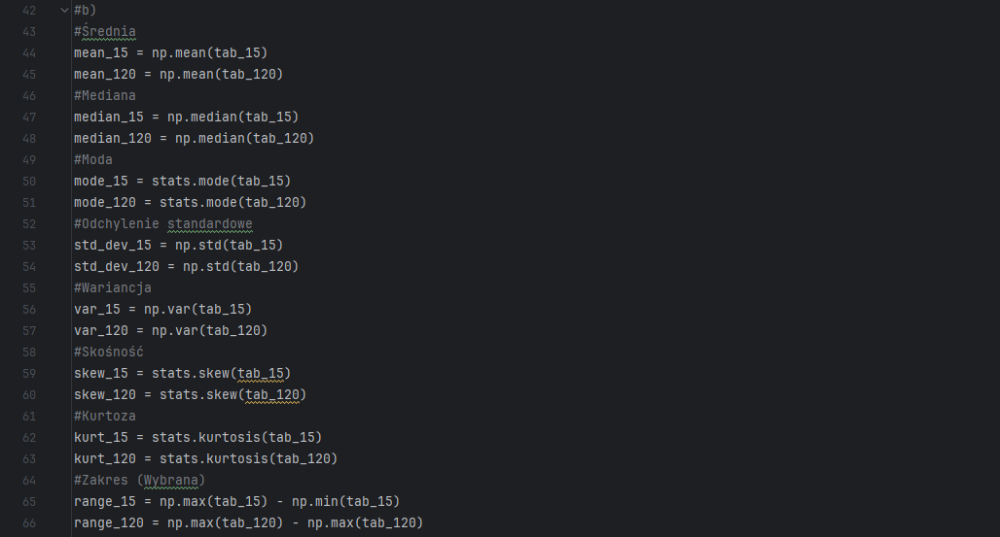 42 #b)
43 #Średnia
44 mean_15 = np.mean(tab_15)
45 mean_120 = np.mean(tab_120)
46 #Mediana
47 median_15 = np.median(tab_15)
48 median_120 = np.median(tab_120)
49 #Moda
50 mode_15 = stats.mode(tab_15)
51 mode_120 = stats.mode(tab_120)
52 #Odchylenie standardowe
53 std_dev_15 = np.std(tab_15)
54 std_dev_120 = np.std(tab_120)
55 #Wariancja
56 var_15 = np.var(tab_15)
57 var_120 = np.var(tab_120)
58 #Skośność
59 skew_15 = stats.skew(tab_15)
60 skew_120 = stats.skew(tab_120)
61 #Kurtoza
62 kurt_15 = stats.kurtosis(tab_15)
63 kurt_120 = stats.kurtosis(tab_120)
64 #Zakres (Wybrana)
65 range_15 = np.max(tab_15) - np.min(tab_15)
66 range_120 = np.max(tab_120) - np.max(tab_120)